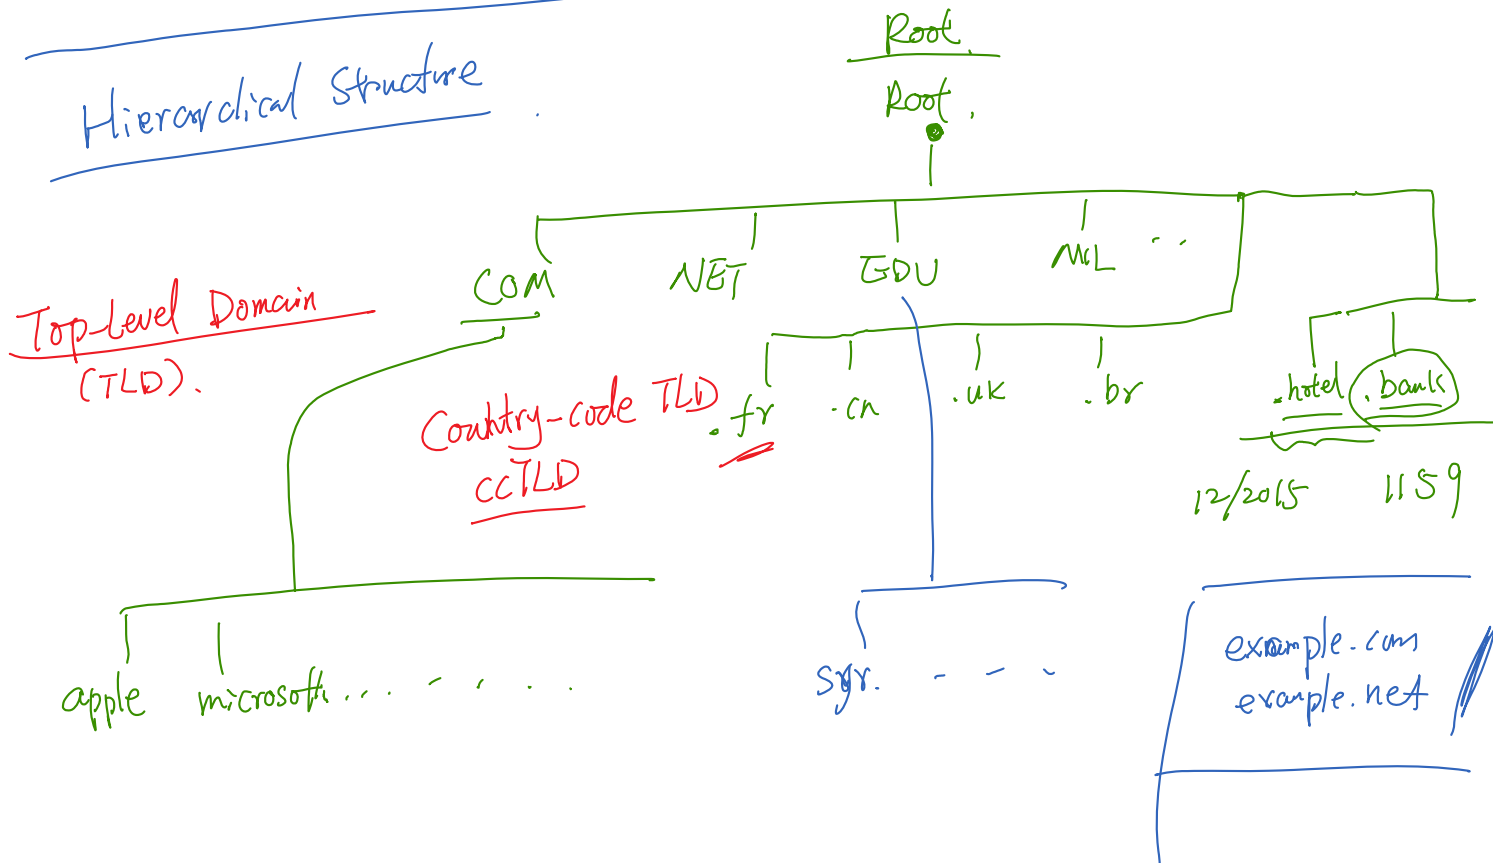 Root.
Hierardical Structure
Root.
COM NET EDU MIL ..
Top-Level Domain
(TLD).
Country-code TLD
ccTLD
.fr .cn .uk .br
.hotel .bank
12/2015 1159
apple microsoft.....
syr. - - -
example.com
example.net